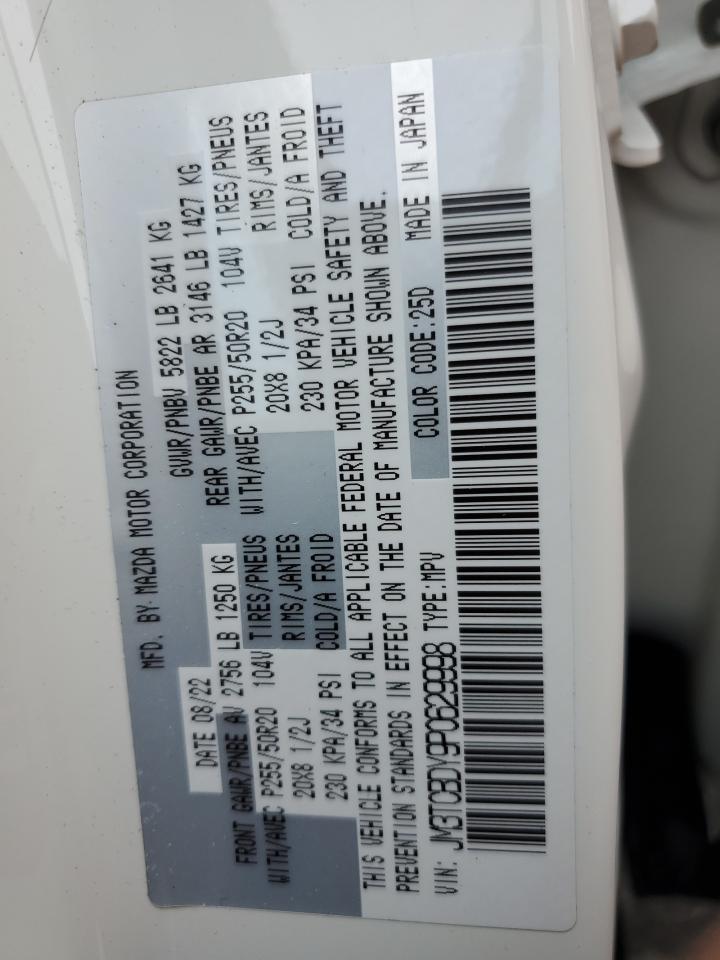 MFD. BY MAZDA MOTOR CORPORATION
DATE 08/22 GVWR/PNBV 5822 LB 2641 KG
FRONT GAWR/PNBE AV 2756 LB 1250 KG REAR GAWR/PNBE AR 3146 LB 1427 KG
WITH/AVEC P255/50R20 104V TIRES/PNEUS WITH/AVEC P255/50R20 104V TIRES/PNEUS
20X8 1/2J RIMS/JANTES 20X8 1/2J RIMS/JANTES
230 KPA/34 PSI COLD/A FROID 230 KPA/34 PSI COLD/A FROID
THIS VEHICLE CONFORMS TO ALL APPLICABLE FEDERAL MOTOR VEHICLE SAFETY AND THEFT
PREVENTION STANDARDS IN EFFECT ON THE DATE OF MANUFACTURE SHOWN ABOVE.
VIN: JM3TCBDY9P0629998 TYPE:MPV COLOR CODE:25D MADE IN JAPAN